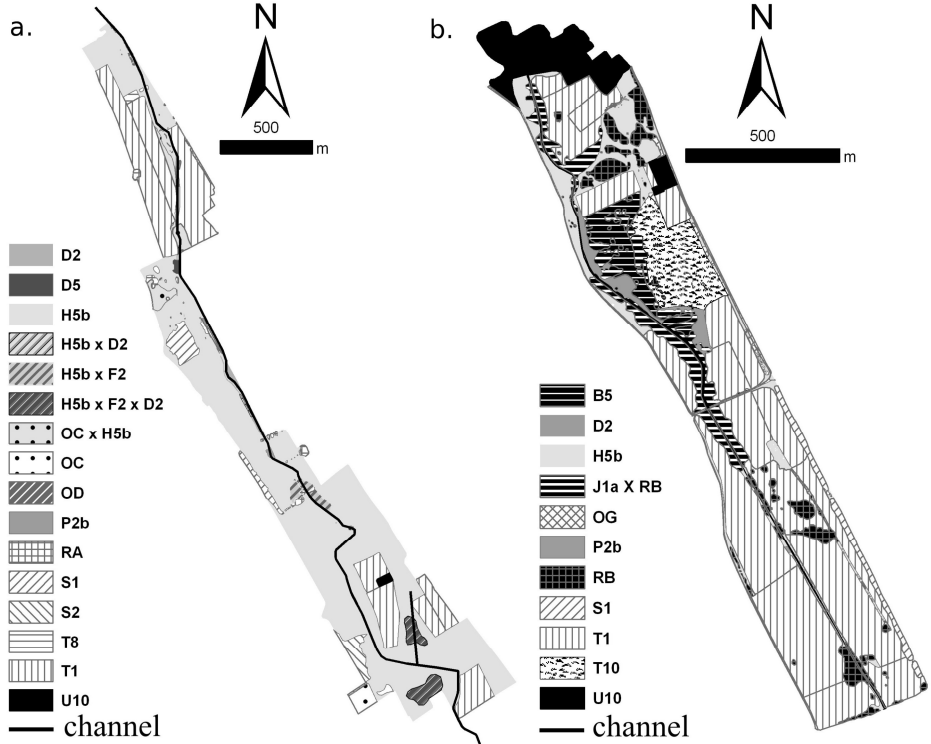 a.
N
500
m
D2
D5
H5b
H5b x D2
H5b x F2
H5b x F2 x D2
OC x H5b
OC
OD
P2b
RA
S1
S2
T8
T1
U10
channel
b.
N
500
m
B5
D2
H5b
J1a X RB
OG
P2b
RB
S1
T1
T10
U10
channel